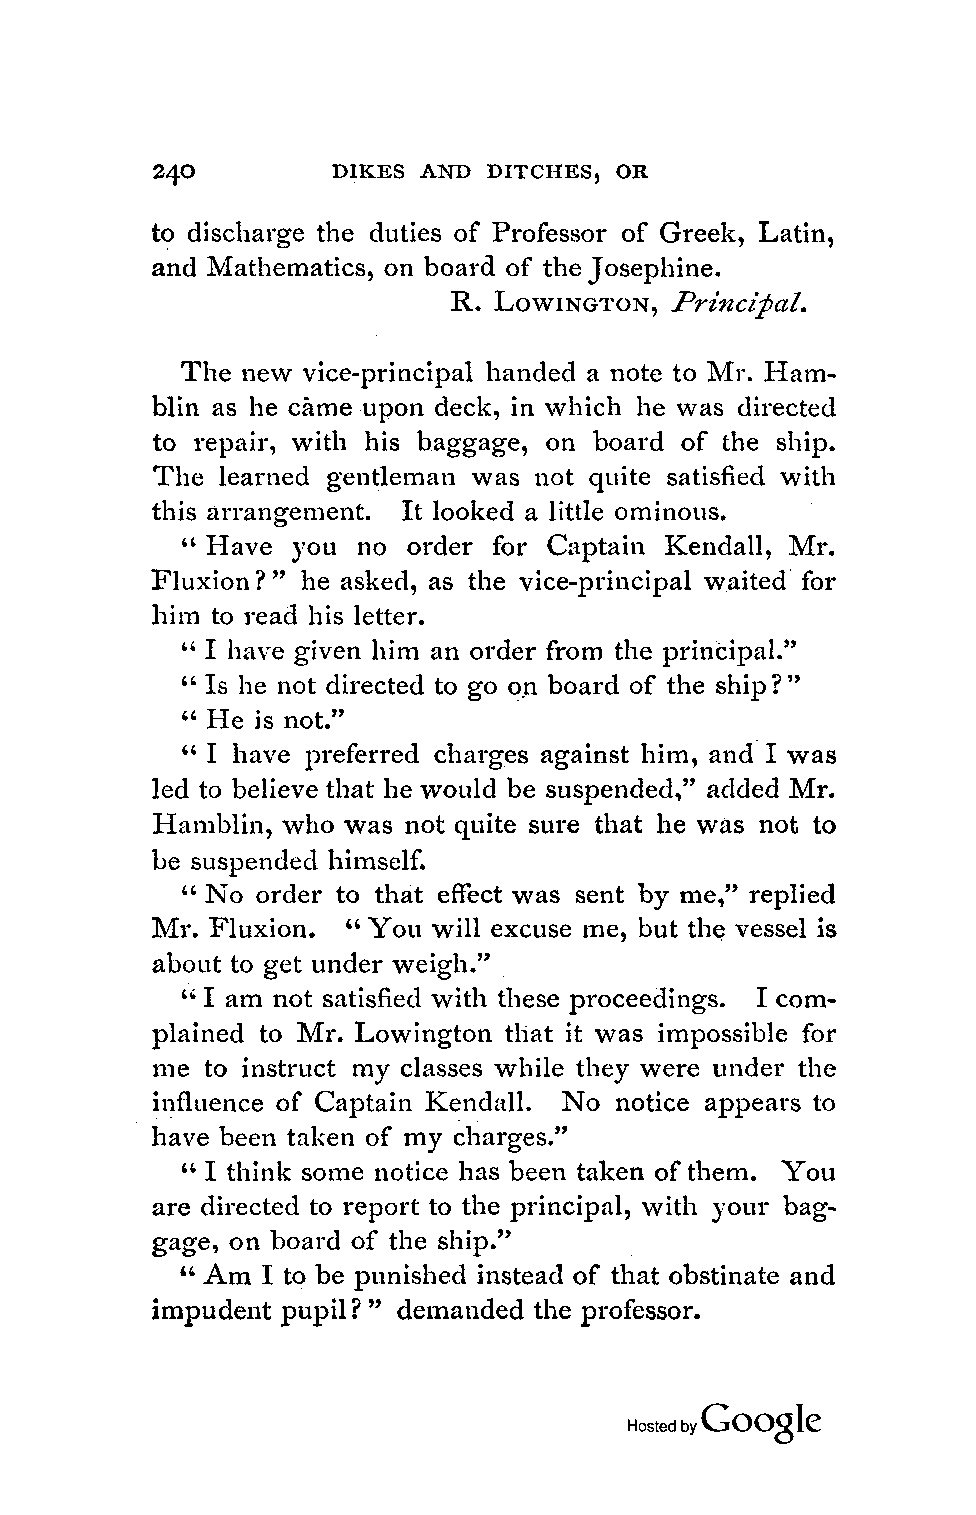 240 DIKES AND DITCHES, OR
to discharge the duties of Professor of Greek, Latin,
and Mathematics, on board of the Josephine.
R. LOWINGTON, Principal.
The new vice-principal handed a note to Mr. Ham-
blin as he came upon deck, in which he was directed
to repair, with his baggage, on board of the ship.
The learned gentleman was not quite satisfied with
this arrangement. It looked a little ominous.
“Have you no order for Captain Kendall, Mr.
Fluxion?” he asked, as the vice-principal waited for
him to read his letter.
“I have given him an order from the principal.”
“Is he not directed to go on board of the ship?”
“He is not.”
“I have preferred charges against him, and I was
led to believe that he would be suspended,” added Mr.
Hamblin, who was not quite sure that he was not to
be suspended himself.
“No order to that effect was sent by me,” replied
Mr. Fluxion. “You will excuse me, but the vessel is
about to get under weigh.”
“I am not satisfied with these proceedings. I com-
plained to Mr. Lowington that it was impossible for
me to instruct my classes while they were under the
influence of Captain Kendall. No notice appears to
have been taken of my charges.”
“I think some notice has been taken of them. You
are directed to report to the principal, with your bag-
gage, on board of the ship.”
“Am I to be punished instead of that obstinate and
impudent pupil?” demanded the professor.
Hosted by Google